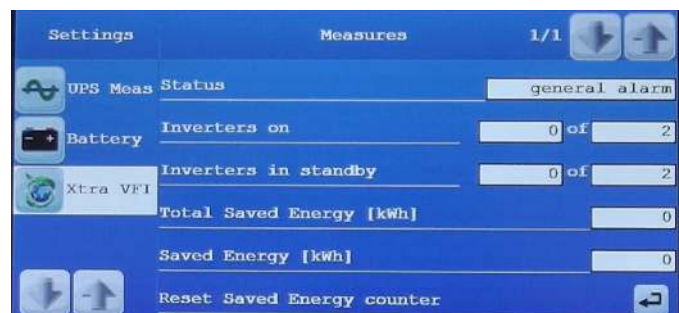 Settings
Measures
1/1
UPS Meas
Battery
Xtra VFI
Status
general alarm
Inverters on
0 of 2
Inverters in standby
0 of 2
Total Saved Energy [kWh]
0
Saved Energy [kWh]
0
Reset Saved Energy counter